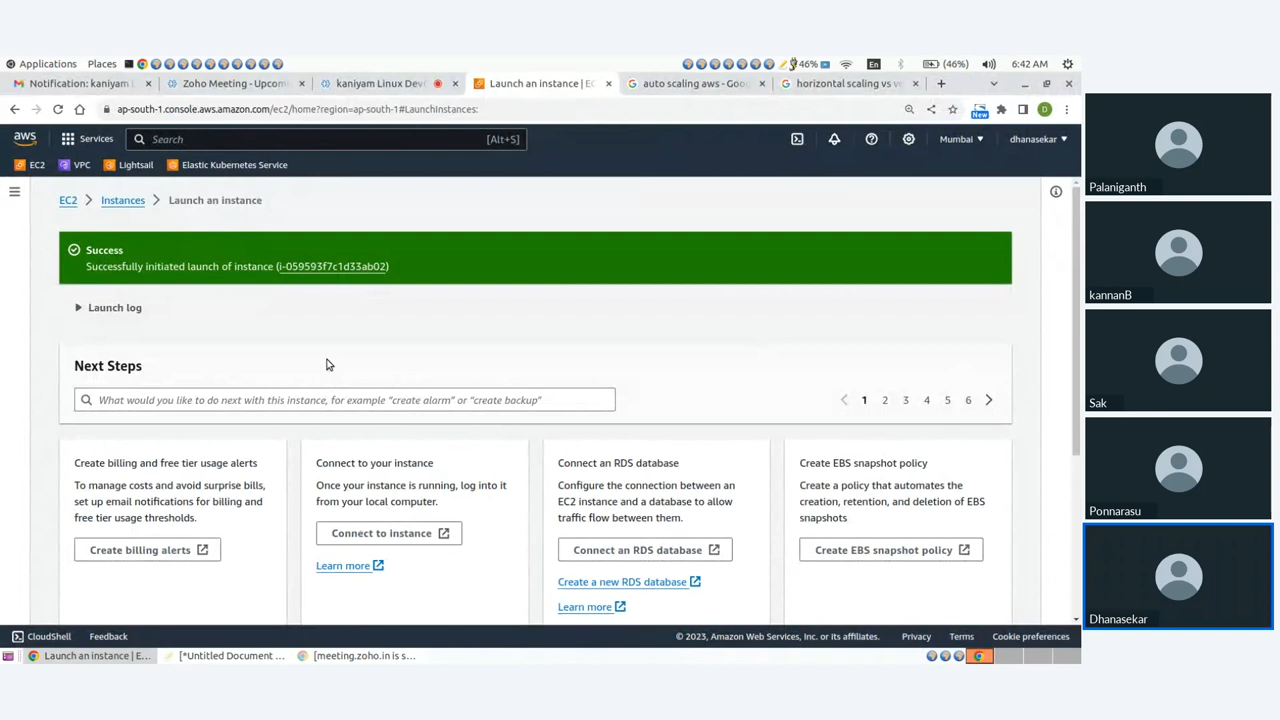 Applications Places 46% En (46%) 6:42 AM
Notification: kaniyam × Zoho Meeting - Upcom × kaniyam Linux Dev × Launch an instance | EC × auto scaling aws - Goo × horizontal scaling vs ve × +
ap-south-1.console.aws.amazon.com/ec2/home?region=ap-south-1#LaunchInstances: New D
aws Services Search [Alt+S] Mumbai dhanasekar
EC2 VPC Lightsail Elastic Kubernetes Service
EC2 > Instances > Launch an instance
Success
Successfully initiated launch of instance (i-059593f7c1d33ab02)
Launch log
Next Steps
What would you like to do next with this instance, for example "create alarm" or "create backup"
< 1 2 3 4 5 6 >
Create billing and free tier usage alerts
To manage costs and avoid surprise bills,
set up email notifications for billing and
free tier usage thresholds.
Create billing alerts
Connect to your instance
Once your instance is running, log into it
from your local computer.
Connect to instance
Learn more
Connect an RDS database
Configure the connection between an
EC2 instance and a database to allow
traffic flow between them.
Connect an RDS database
Create a new RDS database
Learn more
Create EBS snapshot policy
Create a policy that automates the
creation, retention, and deletion of EBS
snapshots
Create EBS snapshot policy
CloudShell Feedback © 2023, Amazon Web Services, Inc. or its affiliates. Privacy Terms Cookie preferences
Launch an instance | E... [*Untitled Document ... [meeting.zoho.in is s...
Palaniganth
kannanB
Sak
Ponnarasu
Dhanasekar